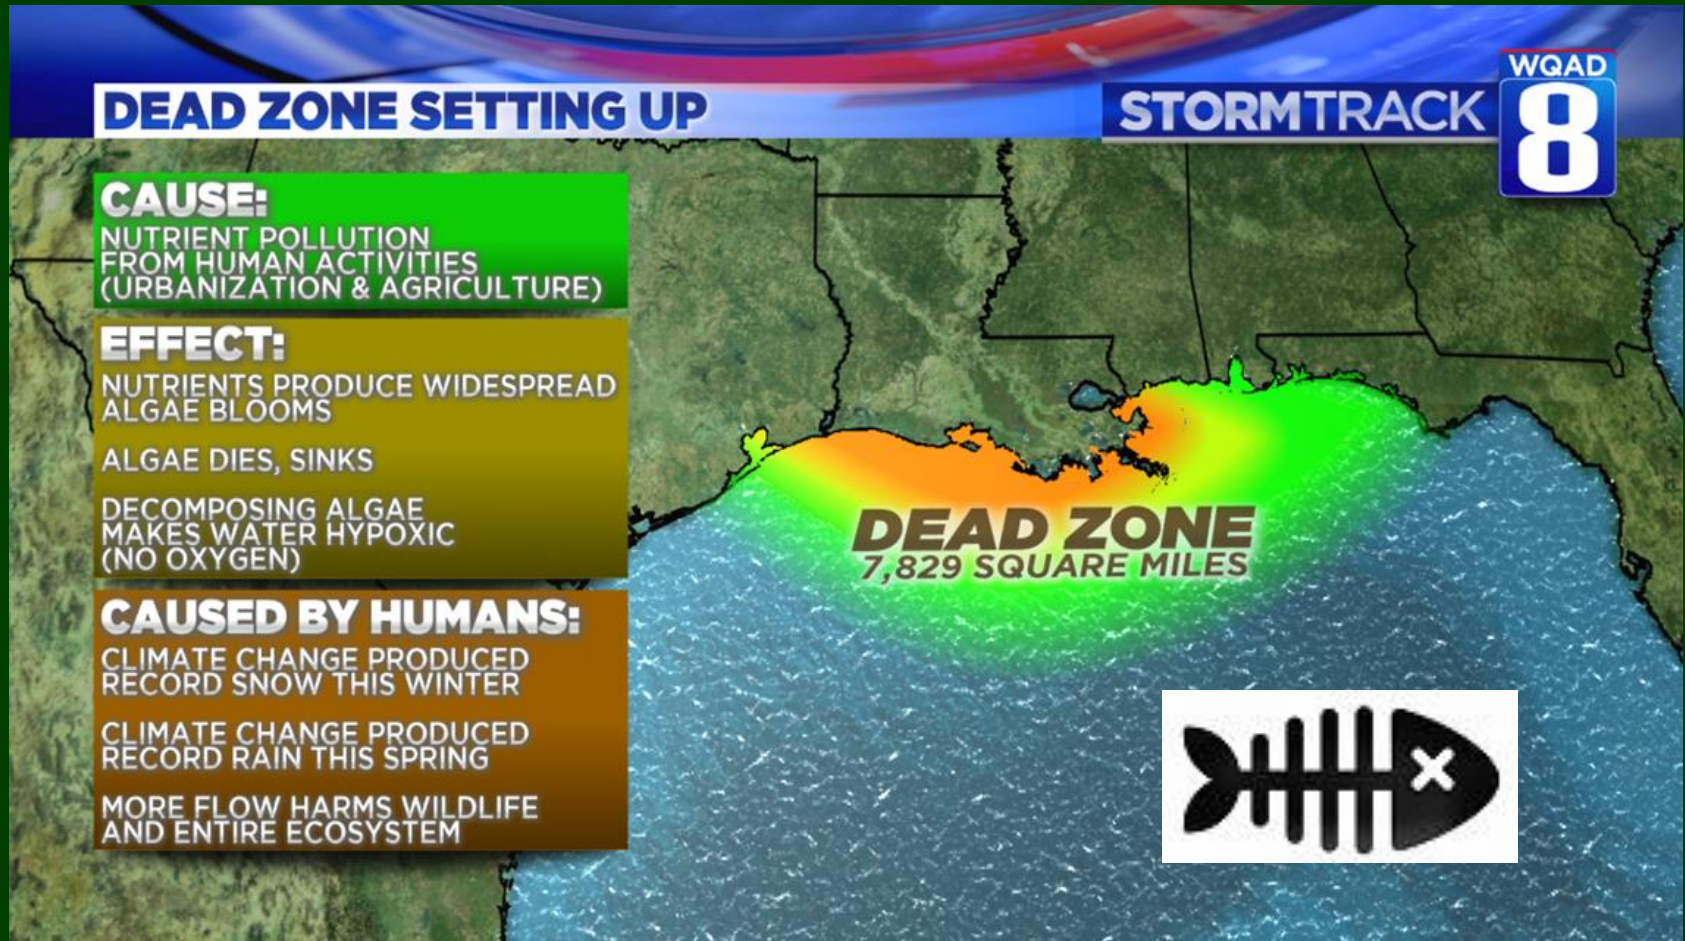 DEAD ZONE SETTING UP
STORMTRACK
WQAD
8
CAUSE:
NUTRIENT POLLUTION
FROM HUMAN ACTIVITIES
(URBANIZATION & AGRICULTURE)
EFFECT:
NUTRIENTS PRODUCE WIDESPREAD
ALGAE BLOOMS
ALGAE DIES, SINKS
DECOMPOSING ALGAE
MAKES WATER HYPOXIC
(NO OXYGEN)
CAUSED BY HUMANS:
CLIMATE CHANGE PRODUCED
RECORD SNOW THIS WINTER
CLIMATE CHANGE PRODUCED
RECORD RAIN THIS SPRING
MORE FLOW HARMS WILDLIFE
AND ENTIRE ECOSYSTEM
DEAD ZONE
7,829 SQUARE MILES